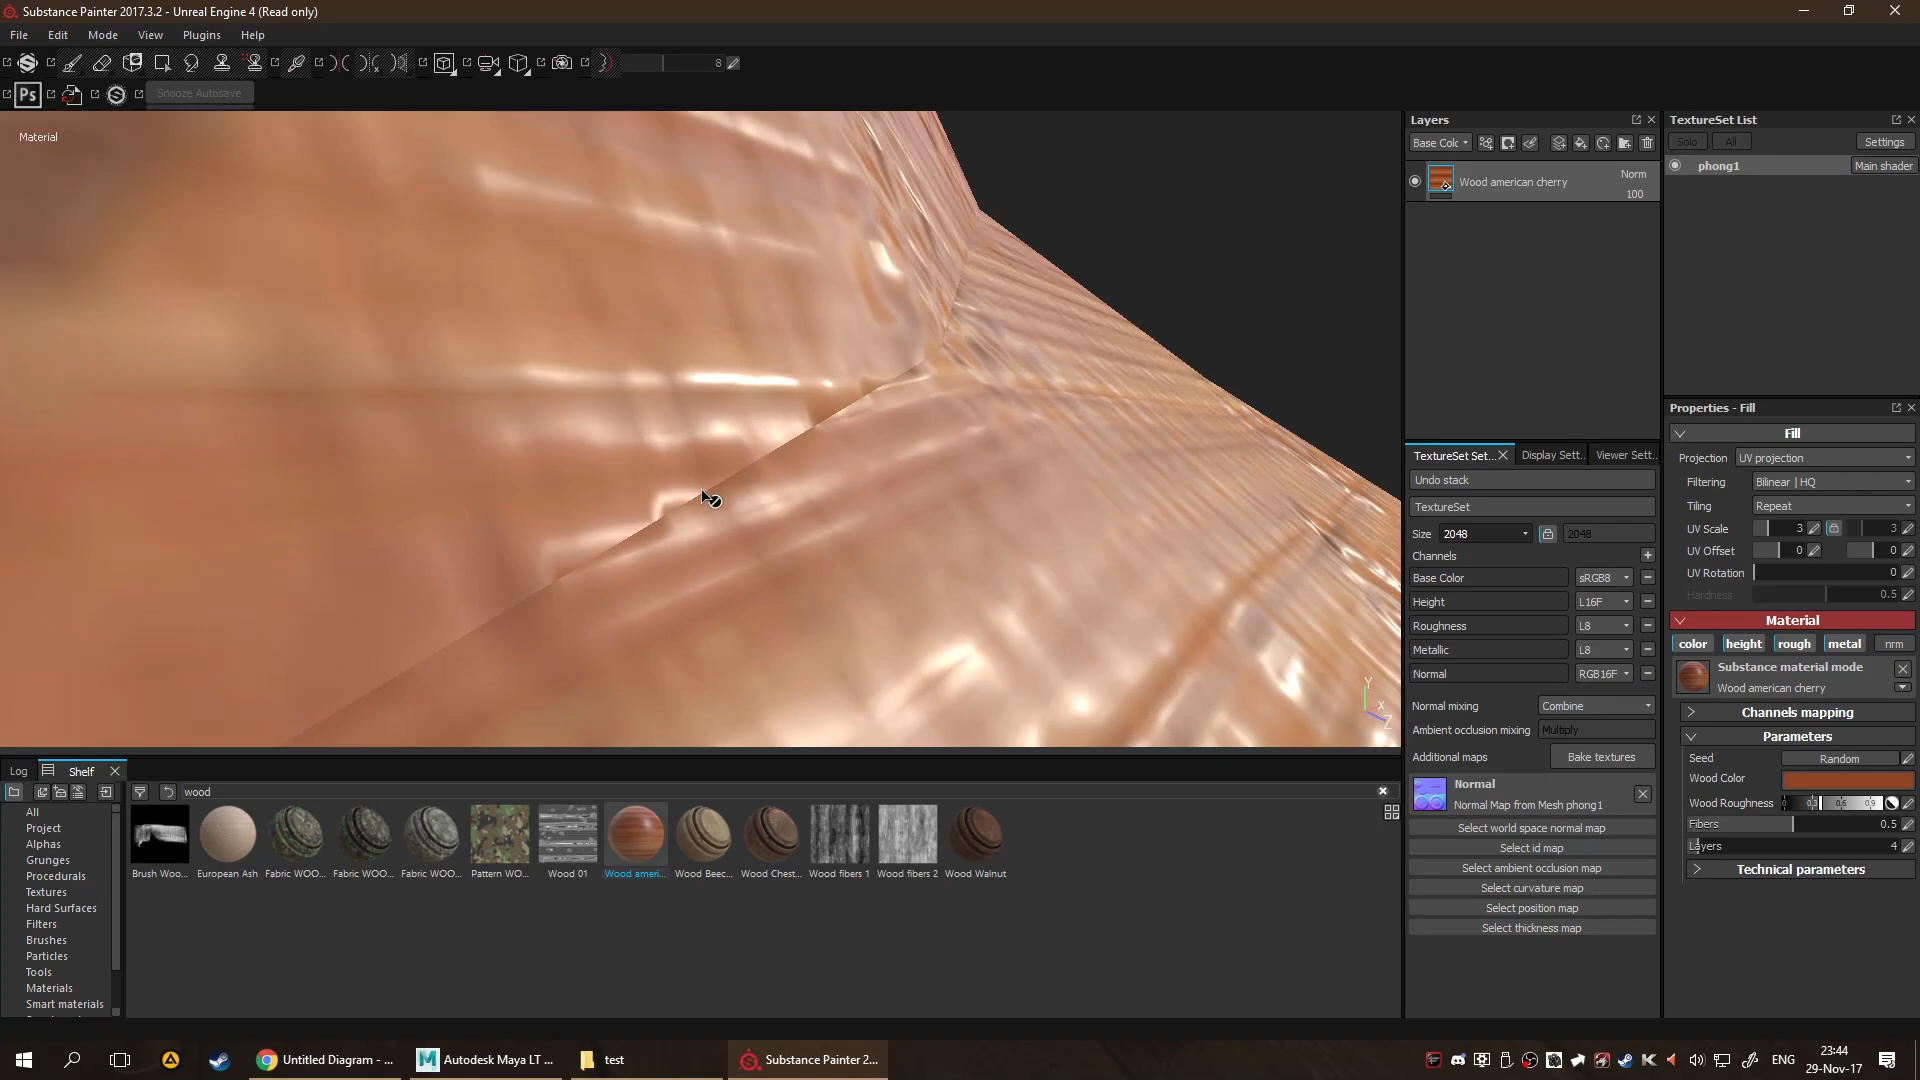 Substance Painter 2017.3.2 - Unreal Engine 4 (Read only)
File Edit Mode View Plugins Help
8
Ps Snooze Autosave
Material
Layers
Base Colc
Wood american cherry
Norm
100
TextureSet List
Solo All Settings
phong1 Main shader
TextureSet Set... Display Sett.. Viewer Sett..
Undo stack
TextureSet
Size 2048 2048
Channels
Base Color sRGB8
Height L16F
Roughness L8
Metallic L8
Normal RGB16F
Normal mixing Combine
Ambient occlusion mixing Multiply
Additional maps Bake textures
Normal
Normal Map from Mesh phong1
Select world space normal map
Select id map
Select ambient occlusion map
Select curvature map
Select position map
Select thickness map
Properties - Fill
Fill
Projection UV projection
Filtering Bilinear | HQ
Tiling Repeat
UV Scale 3 3
UV Offset 0 0
UV Rotation 0
Hardness 0.5
Material
color height rough metal nrm
Substance material mode
Wood american cherry
Channels mapping
Parameters
Seed Random
Wood Color
Wood Roughness 0 0.3 0.6 0.9
Fibers 0.5
Layers 4
Technical parameters
Y
X
Z
Log Shelf
wood
All
Project
Alphas
Grunges
Procedurals
Textures
Hard Surfaces
Filters
Brushes
Particles
Tools
Materials
Smart materials
Brush Woo... European Ash Fabric WOO... Fabric WOO... Fabric WOO... Pattern WO... Wood 01 Wood ameri... Wood Beec... Wood Chest... Wood fibers 1 Wood fibers 2 Wood Walnut
Untitled Diagram - ... Autodesk Maya LT ... test Substance Painter 2...
ENG
23:44
29-Nov-17